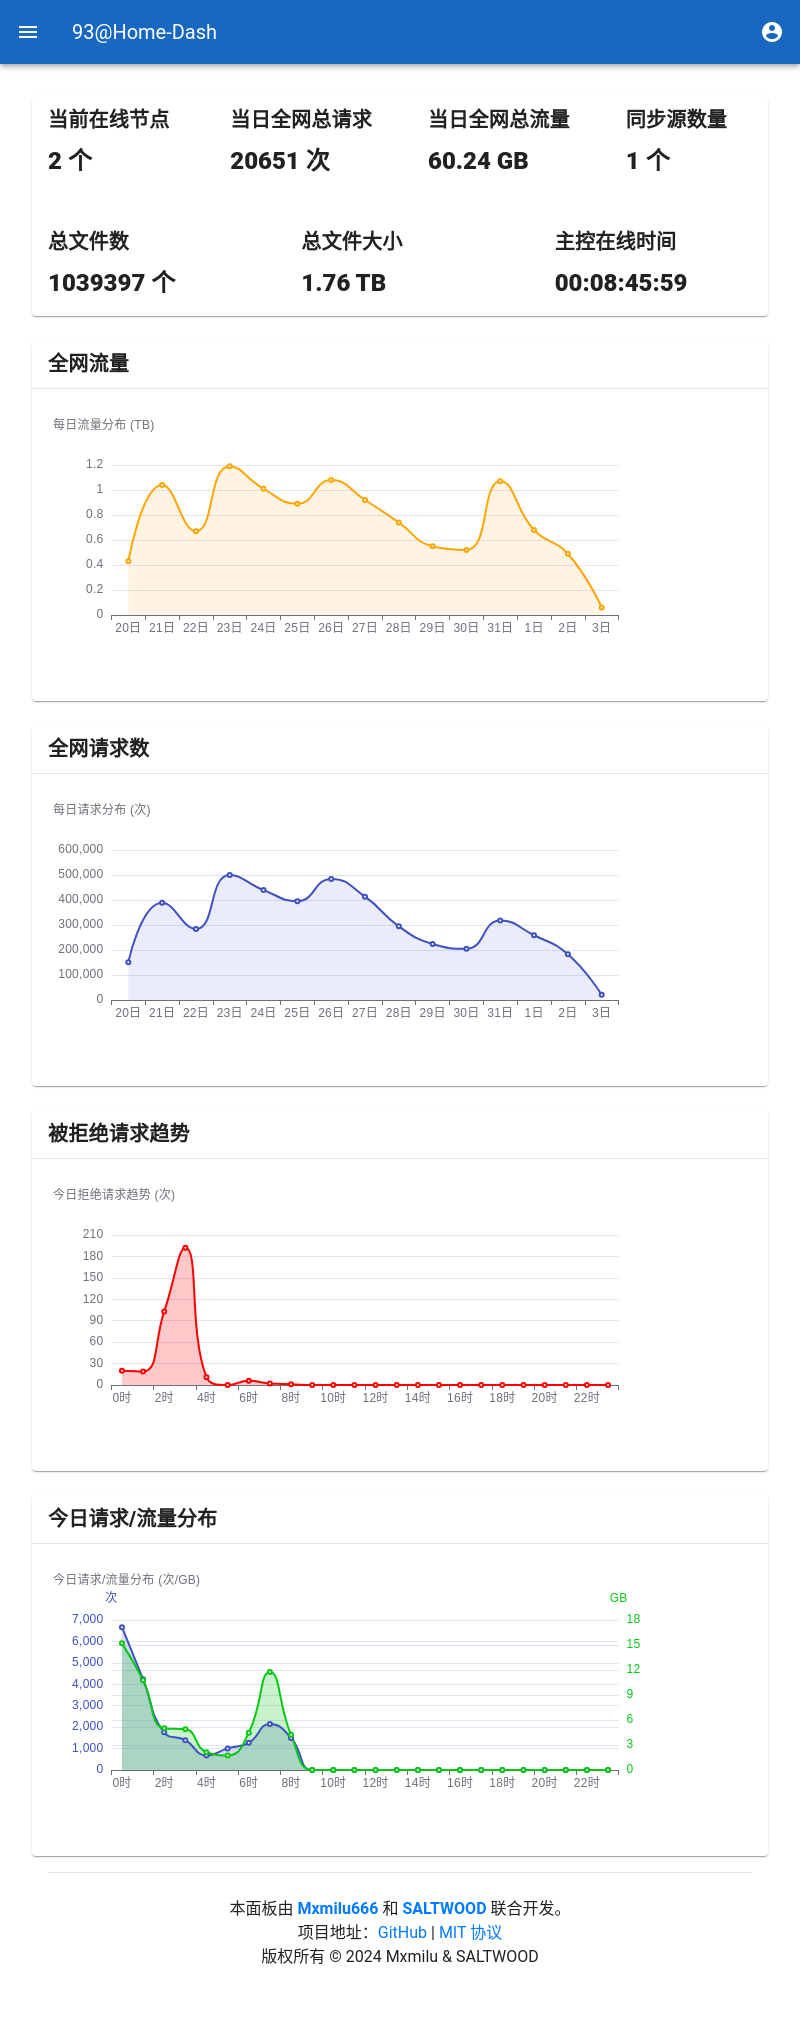 93@Home-Dash
当前在线节点 当日全网总请求 当日全网总流量 同步源数量
2 个 20651 次 60.24 GB 1 个
总文件数 总文件大小 主控在线时间
1039397 个 1.76 TB 00:08:45:59
全网流量
每日流量分布 (TB)
1.2
1
0.8
0.6
0.4
0.2
0
20日 21日 22日 23日 24日 25日 26日 27日 28日 29日 30日 31日 1日 2日 3日
全网请求数
每日请求分布 (次)
600,000
500,000
400,000
300,000
200,000
100,000
0
20日 21日 22日 23日 24日 25日 26日 27日 28日 29日 30日 31日 1日 2日 3日
被拒绝请求趋势
今日拒绝请求趋势 (次)
210
180
150
120
90
60
30
0
0时 2时 4时 6时 8时 10时 12时 14时 16时 18时 20时 22时
今日请求/流量分布
今日请求/流量分布 (次/GB)
次 GB
7,000 18
6,000 15
5,000 12
4,000 9
3,000 6
2,000 3
1,000 0
0
0时 2时 4时 6时 8时 10时 12时 14时 16时 18时 20时 22时
本面板由 Mxmilu666 和 SALTWOOD 联合开发。
项目地址：GitHub | MIT 协议
版权所有 © 2024 Mxmilu & SALTWOOD